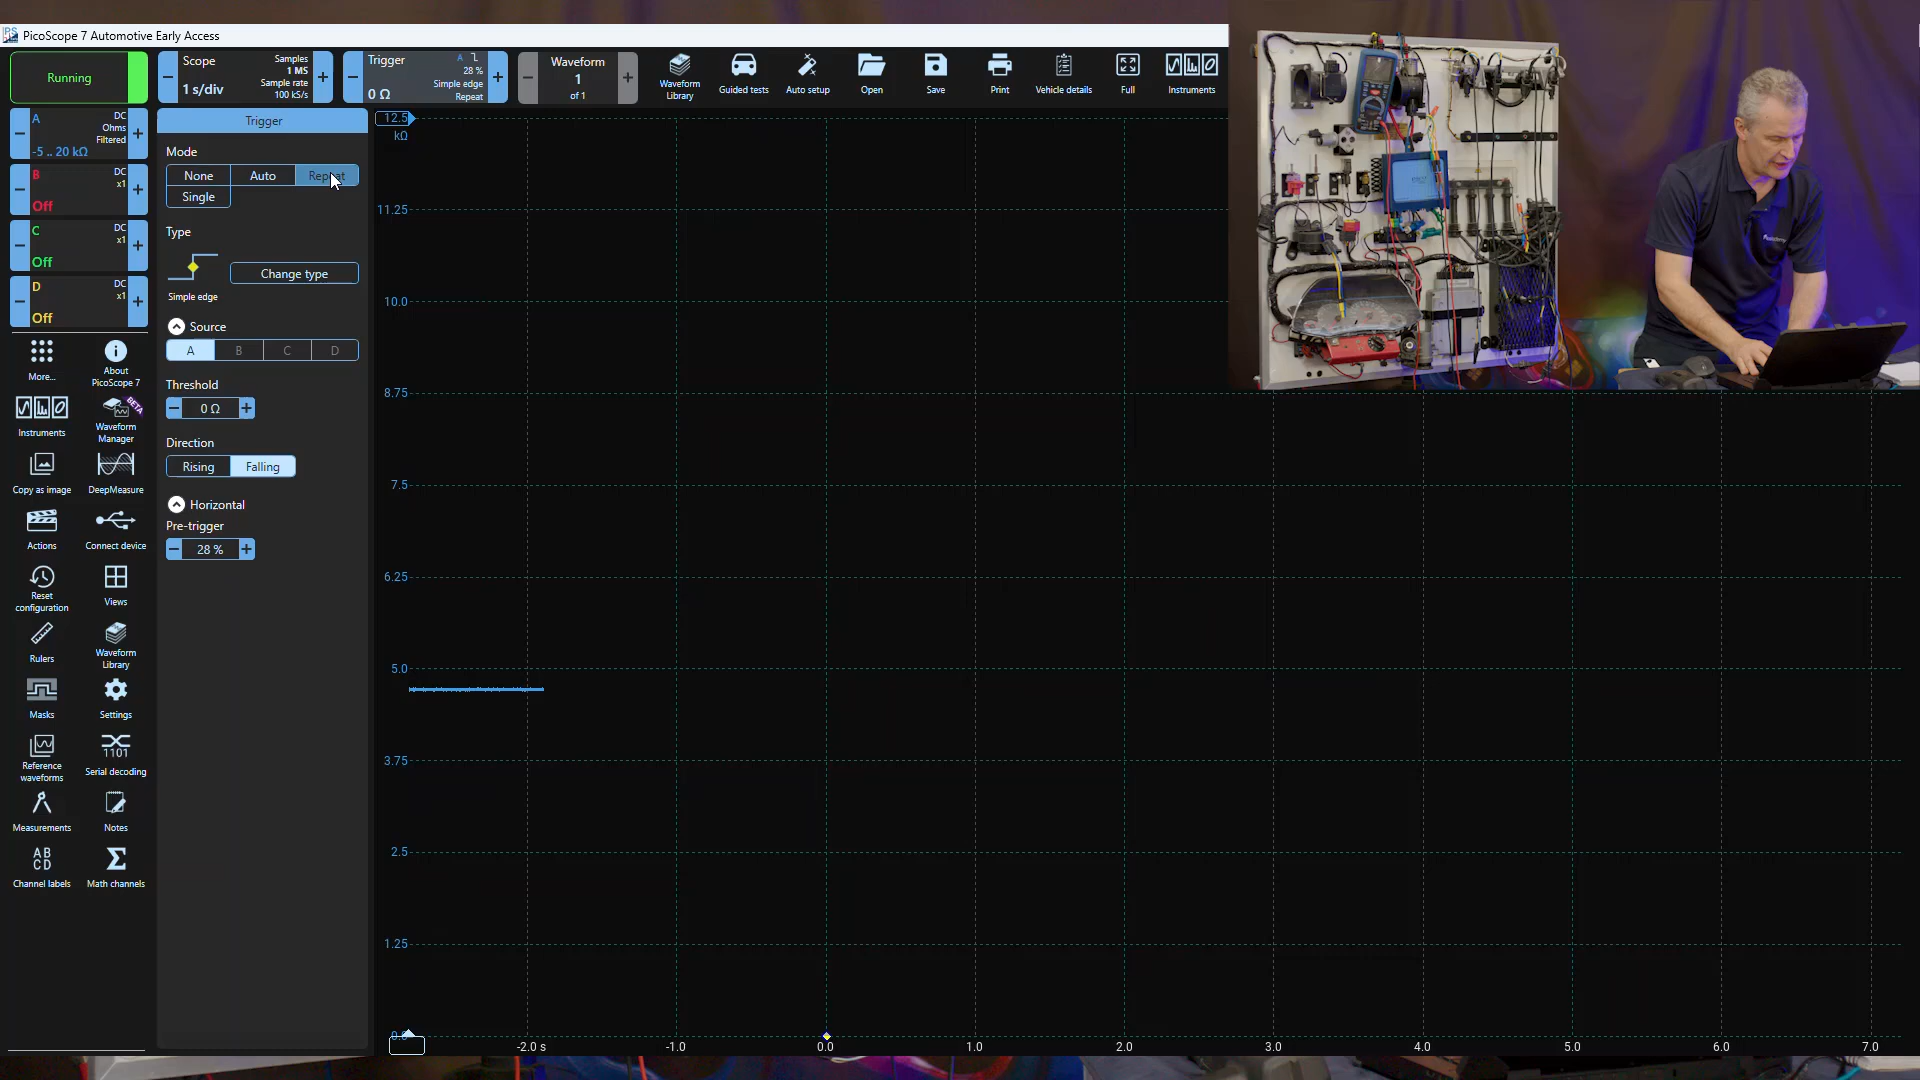 PicoScope 7 Automotive Early Access
Running
Scope
1 s/div
Samples
1 MS
Sample rate
100 kS/s
Trigger
0 Ω
A
28 %
Simple edge
Repeat
Waveform
1
of 1
Waveform
Library
Guided tests
Auto setup
Open
Save
Print
Vehicle details
Full
Instruments
A
DC
Ohms
Filtered
-5 .. 20 kΩ
B
DC
x1
Off
C
DC
x1
Off
D
DC
x1
Off
More...
About
PicoScope 7
Instruments
BETA
Waveform
Manager
Copy as image
DeepMeasure
Actions
Connect device
Reset
configuration
Views
Rulers
Waveform
Library
Masks
Settings
Reference
waveforms
1101
Serial decoding
Measurements
Notes
A B
C D
Channel labels
Math channels
Trigger
Mode
None
Auto
Repeat
Single
Type
Simple edge
Change type
Source
A
B
C
D
Threshold
0 Ω
Direction
Rising
Falling
Horizontal
Pre-trigger
28 %
12.5
kΩ
11.25
10.0
8.75
7.5
6.25
5.0
3.75
2.5
1.25
0.0
-2.0 s
-1.0
0.0
1.0
2.0
3.0
4.0
5.0
6.0
7.0